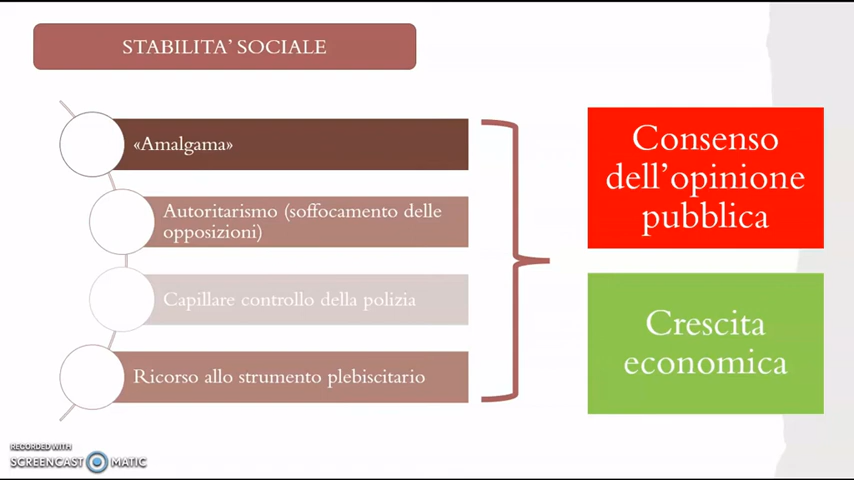 STABILITA' SOCIALE
«Amalgama»
Autoritarismo (soffocamento delle
opposizioni)
Capillare controllo della polizia
Ricorso allo strumento plebiscitario
Consenso
dell'opinione
pubblica
Crescita
economica
RECORDED WITH
SCREENCAST MATIC